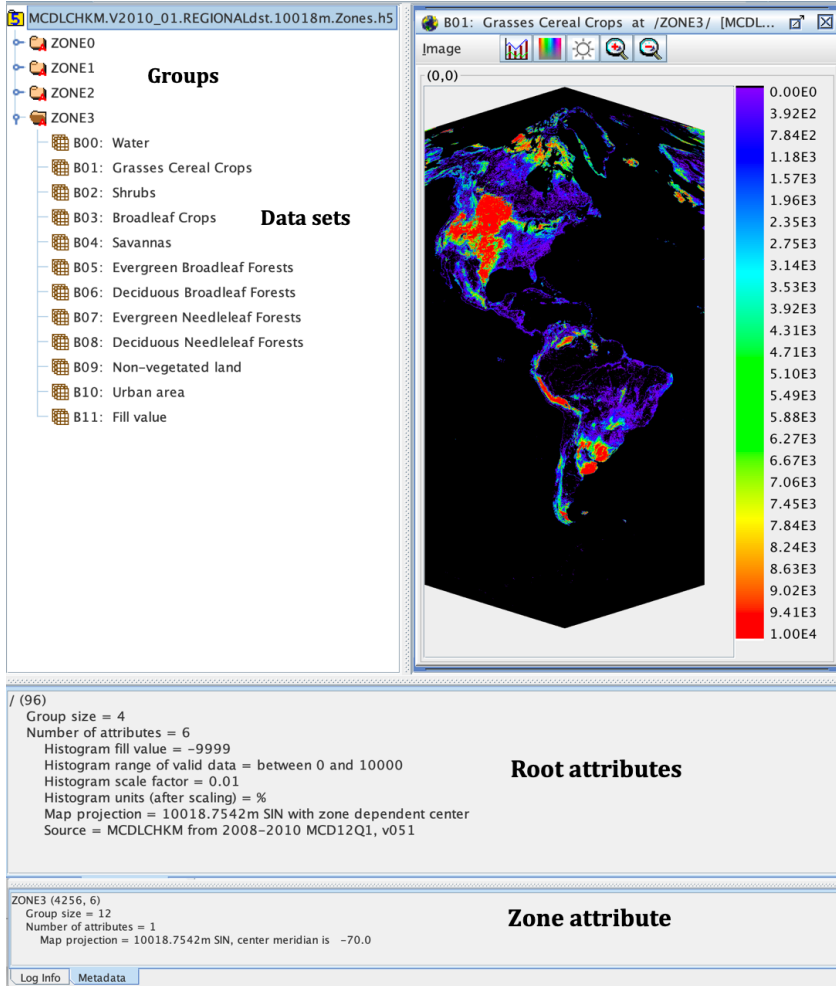 MCDLCHKM.V2010_01.REGIONALdst.10018m.Zones.h5
ZONE0
ZONE1
ZONE2
ZONE3
Groups
B00: Water
B01: Grasses Cereal Crops
B02: Shrubs
B03: Broadleaf Crops
Data sets
B04: Savannas
B05: Evergreen Broadleaf Forests
B06: Deciduous Broadleaf Forests
B07: Evergreen Needleleaf Forests
B08: Deciduous Needleleaf Forests
B09: Non-vegetated land
B10: Urban area
B11: Fill value
B01: Grasses Cereal Crops at /ZONE3/ [MCDL...
Image
(0,0)
0.00E0
3.92E2
7.84E2
1.18E3
1.57E3
1.96E3
2.35E3
2.75E3
3.14E3
3.53E3
3.92E3
4.31E3
4.71E3
5.10E3
5.49E3
5.88E3
6.27E3
6.67E3
7.06E3
7.45E3
7.84E3
8.24E3
8.63E3
9.02E3
9.41E3
1.00E4
/ (96)
Group size = 4
Number of attributes = 6
Histogram fill value = -9999
Histogram range of valid data = between 0 and 10000
Histogram scale factor = 0.01
Histogram units (after scaling) = %
Map projection = 10018.7542m SIN with zone dependent center
Source = MCDLCHKM from 2008-2010 MCD12Q1, v051
Root attributes
ZONE3 (4256, 6)
Group size = 12
Number of attributes = 1
Map projection = 10018.7542m SIN, center meridian is -70.0
Zone attribute
Log Info
Metadata